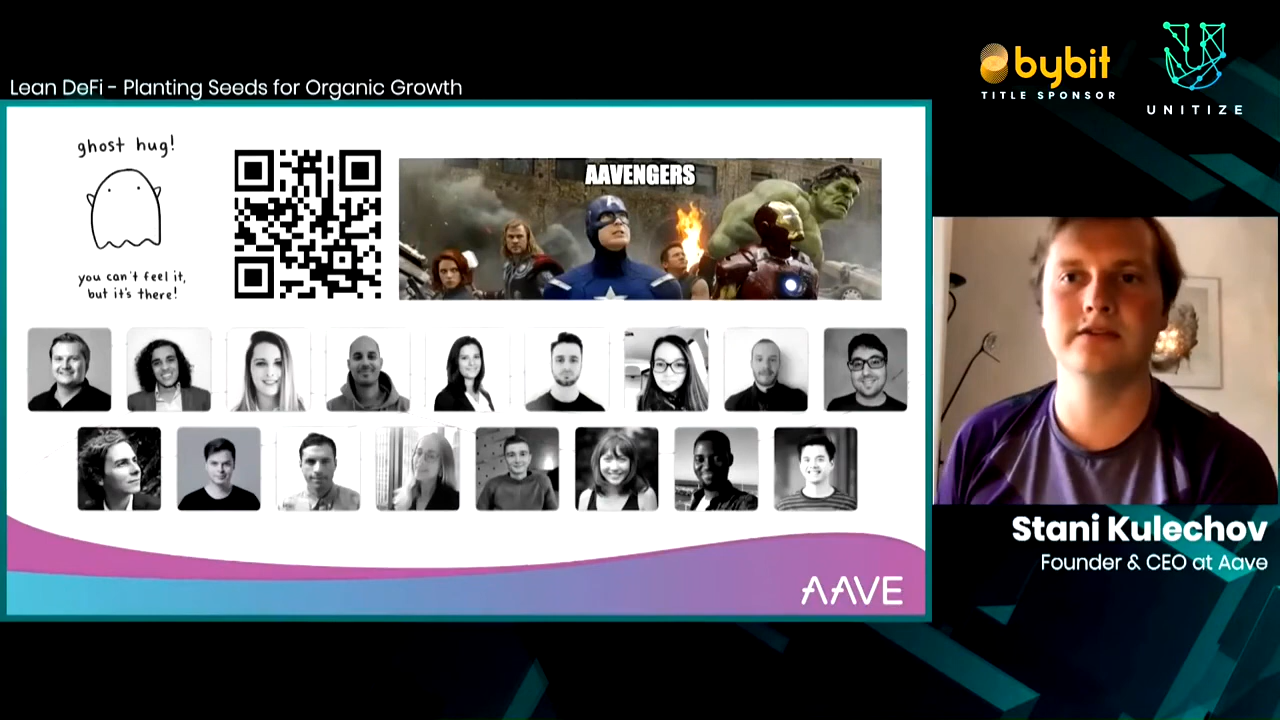 Lean DeFi - Planting Seeds for Organic Growth
bybit
TITLE SPONSOR
UNITIZE
ghost hug!
you can't feel it,
but it's there!
AAVENGERS
Stani Kulechov
Founder & CEO at Aave
AAVE